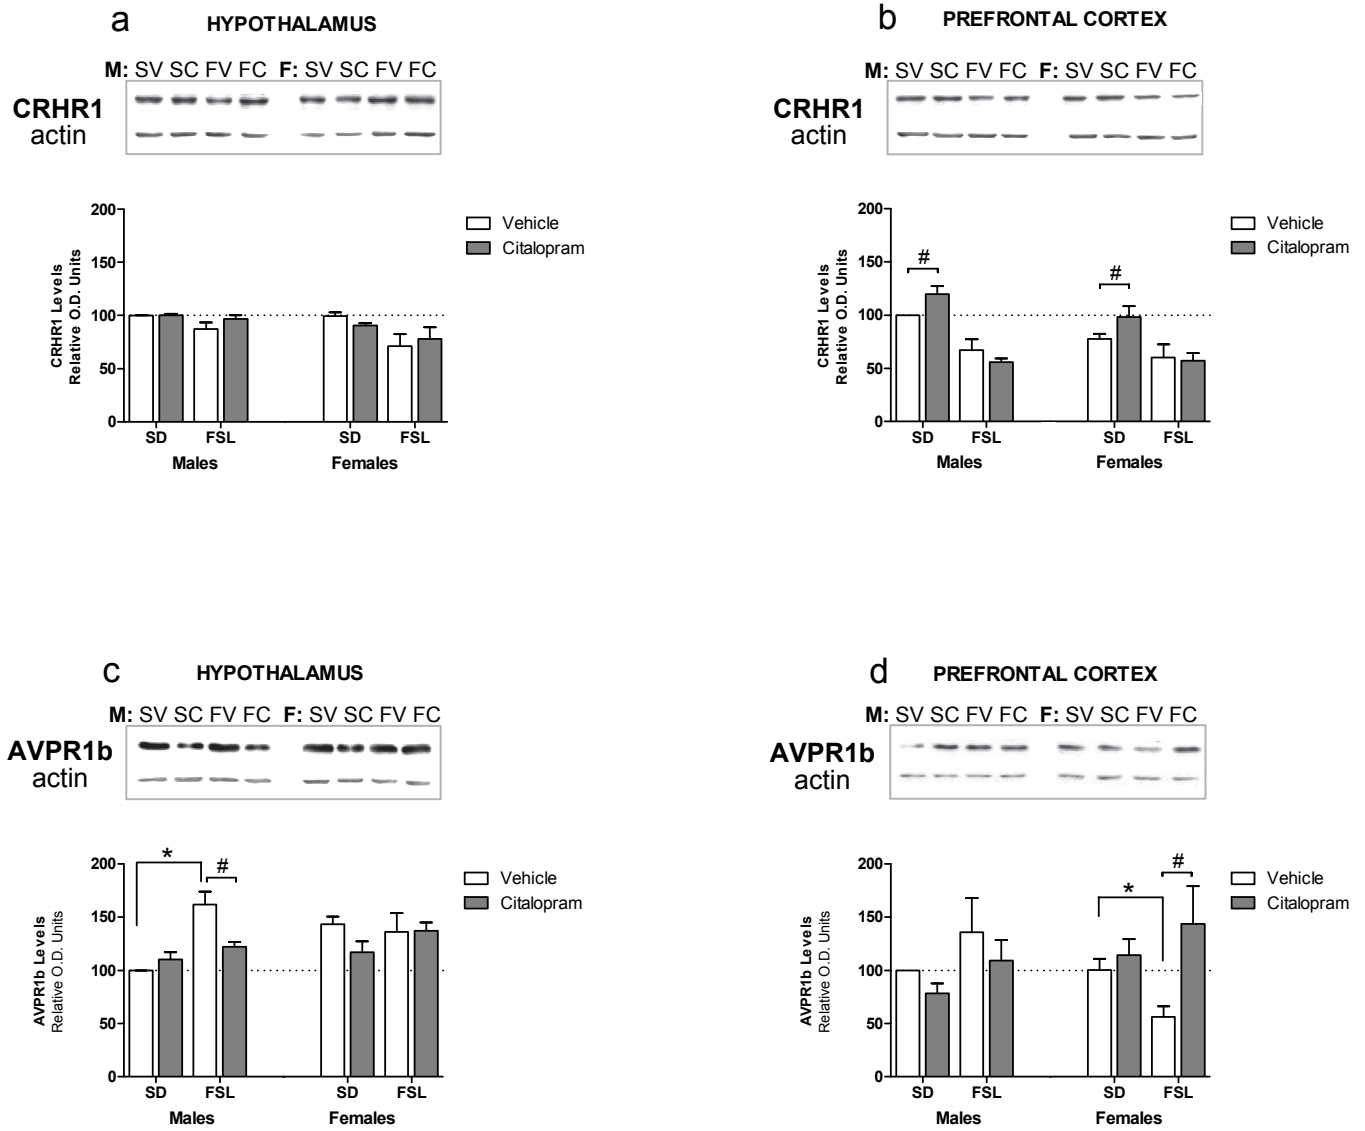 a HYPOTHALAMUS
M: SV SC FV FC F: SV SC FV FC
CRHR1
actin
200
150
100
50
0
CRHR1 Levels
Relative O.D. Units
Vehicle
Citalopram
SD FSL SD FSL
Males Females
b PREFRONTAL CORTEX
M: SV SC FV FC F: SV SC FV FC
CRHR1
actin
200
150
100
50
0
CRHR1 Levels
Relative O.D. Units
# #
Vehicle
Citalopram
SD FSL SD FSL
Males Females
c HYPOTHALAMUS
M: SV SC FV FC F: SV SC FV FC
AVPR1b
actin
200
150
100
50
0
AVPR1b Levels
Relative O.D. Units
* #
Vehicle
Citalopram
SD FSL SD FSL
Males Females
d PREFRONTAL CORTEX
M: SV SC FV FC F: SV SC FV FC
AVPR1b
actin
200
150
100
50
0
AVPR1b Levels
Relative O.D. Units
* #
Vehicle
Citalopram
SD FSL SD FSL
Males Females